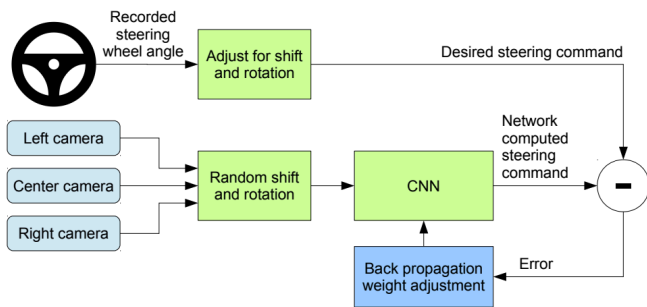 Recorded
steering
wheel angle
Adjust for shift
and rotation
Desired steering command
Left camera
Center camera
Right camera
Random shift
and rotation
CNN
Network
computed
steering
command
-
Back propagation
weight adjustment
Error